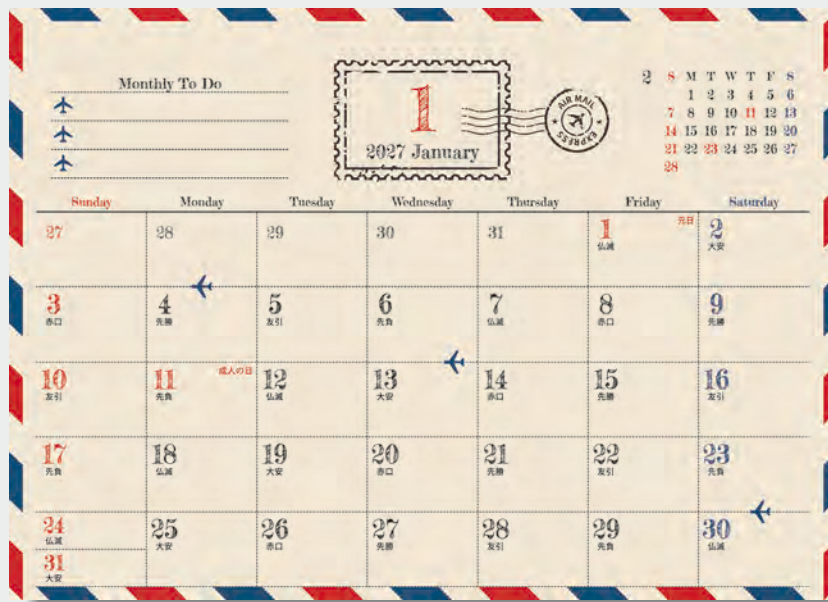 Monthly To Do
1
2027 January
AIR MAIL
EXPRESS
2 S M T W T F S
1 2 3 4 5 6
7 8 9 10 11 12 13
14 15 16 17 18 19 20
21 22 23 24 25 26 27
28
Sunday Monday Tuesday Wednesday Thursday Friday Saturday
27 28 29 30 31 1 元日 2
仏滅 大安
3 4 5 6 7 8 9
赤口 先勝 友引 先負 仏滅 赤口 先勝
10 11 成人の日 12 13 14 15 16
友引 先負 仏滅 大安 赤口 先勝 友引
17 18 19 20 21 22 23
先負 仏滅 大安 赤口 先勝 友引 先負
24 25 26 27 28 29 30
仏滅 大安 赤口 先勝 友引 先負 仏滅
31
大安